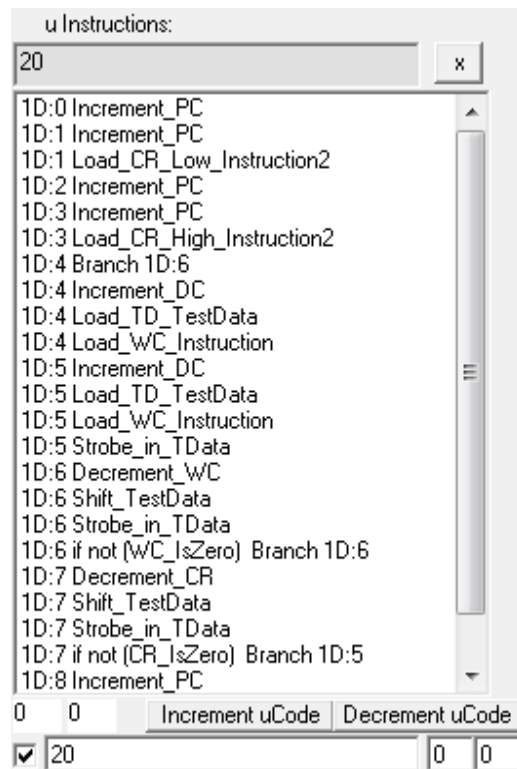 u Instructions:
20 x
1D:0 Increment_PC
1D:1 Increment_PC
1D:1 Load_CR_Low_Instruction2
1D:2 Increment_PC
1D:3 Increment_PC
1D:3 Load_CR_High_Instruction2
1D:4 Branch 1D:6
1D:4 Increment_DC
1D:4 Load_TD_TestData
1D:4 Load_WC_Instruction
1D:5 Increment_DC
1D:5 Load_TD_TestData
1D:5 Load_WC_Instruction
1D:5 Strobe_in_TData
1D:6 Decrement_WC
1D:6 Shift_TestData
1D:6 Strobe_in_TData
1D:6 if not (WC_IsZero) Branch 1D:6
1D:7 Decrement_CR
1D:7 Shift_TestData
1D:7 Strobe_in_TData
1D:7 if not (CR_IsZero) Branch 1D:5
1D:8 Increment_PC
0 0 Increment uCode Decrement uCode
20 0 0